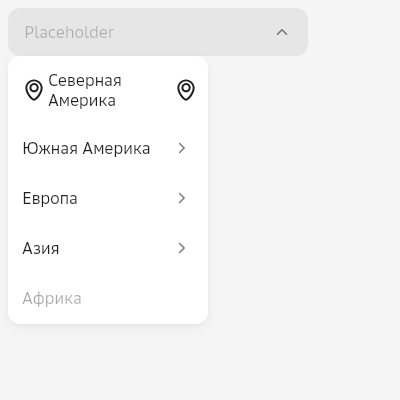 Placeholder
Северная
Америка
Южная Америка
Европа
Азия
Африка